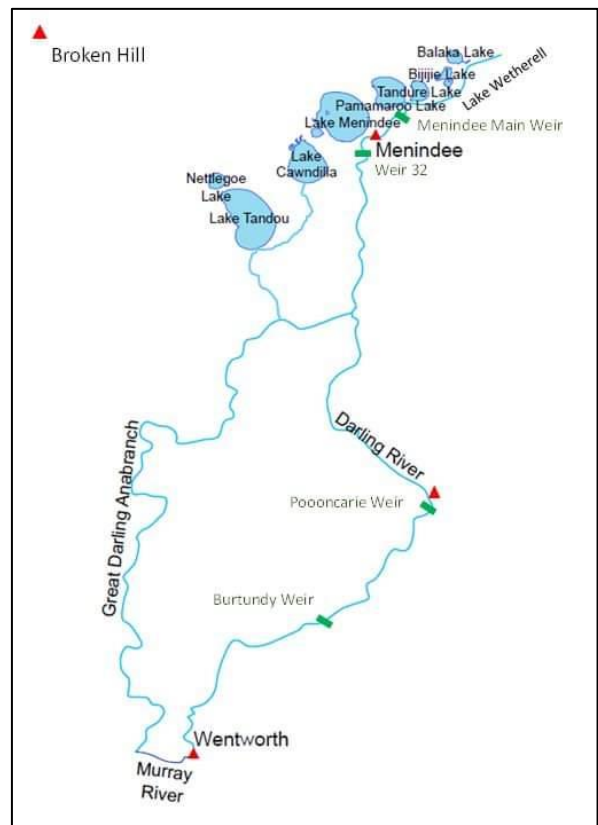 Broken Hill
Balaka Lake
Bijijie Lake
Lake Wetherell
Tandure Lake
Pamamaroo Lake
Lake Menindee
Menindee Main Weir
Menindee
Weir 32
Lake
Cawndilla
Nettlegoe
Lake
Lake Tandou
Darling River
Great Darling Anabranch
Poooncarie Weir
Burtundy Weir
Wentworth
Murray
River